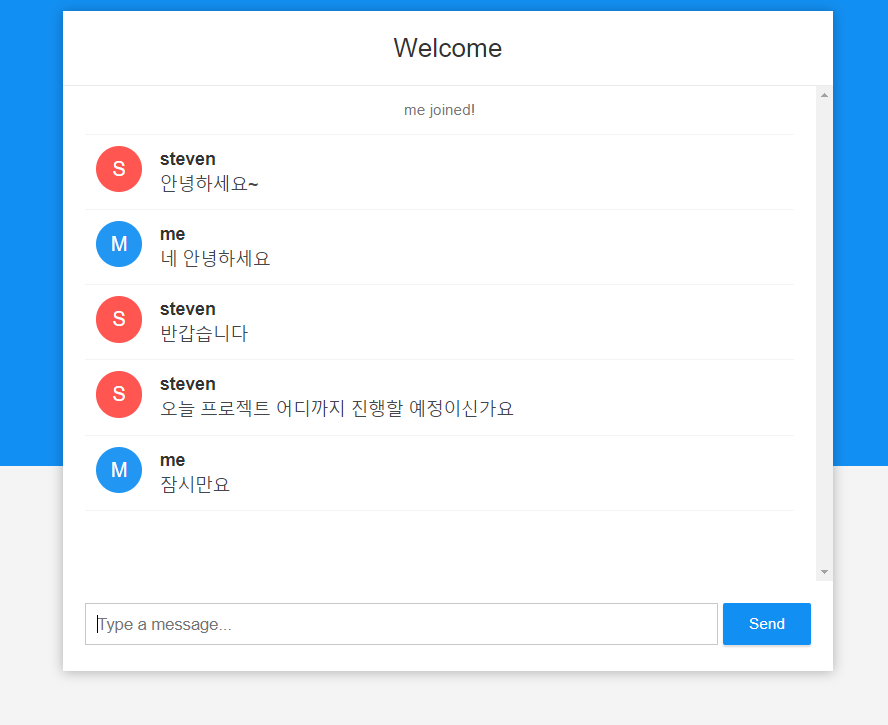 Welcome
me joined!
S
steven
안녕하세요~
M
me
네 안녕하세요
S
steven
반갑습니다
S
steven
오늘 프로젝트 어디까지 진행할 예정이신가요
M
me
잠시만요
Type a message...
Send